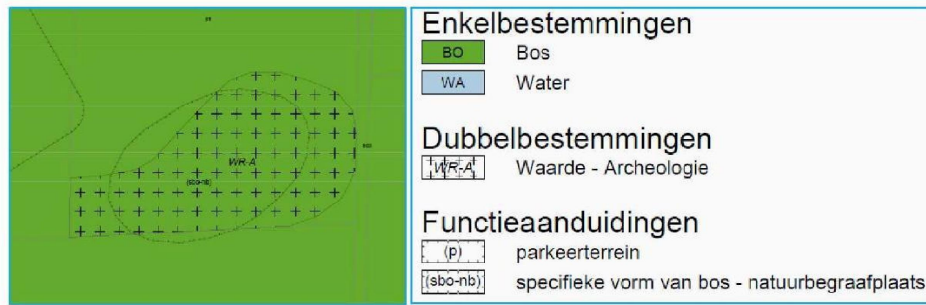 WR-A
(sbo-nb)
Enkelbestemmingen
BO Bos
WA Water
Dubbelbestemmingen
WR-A Waarde - Archeologie
Functieaanduidingen
(p) parkeerterrein
(sbo-nb) specifieke vorm van bos - natuurbegraafplaats